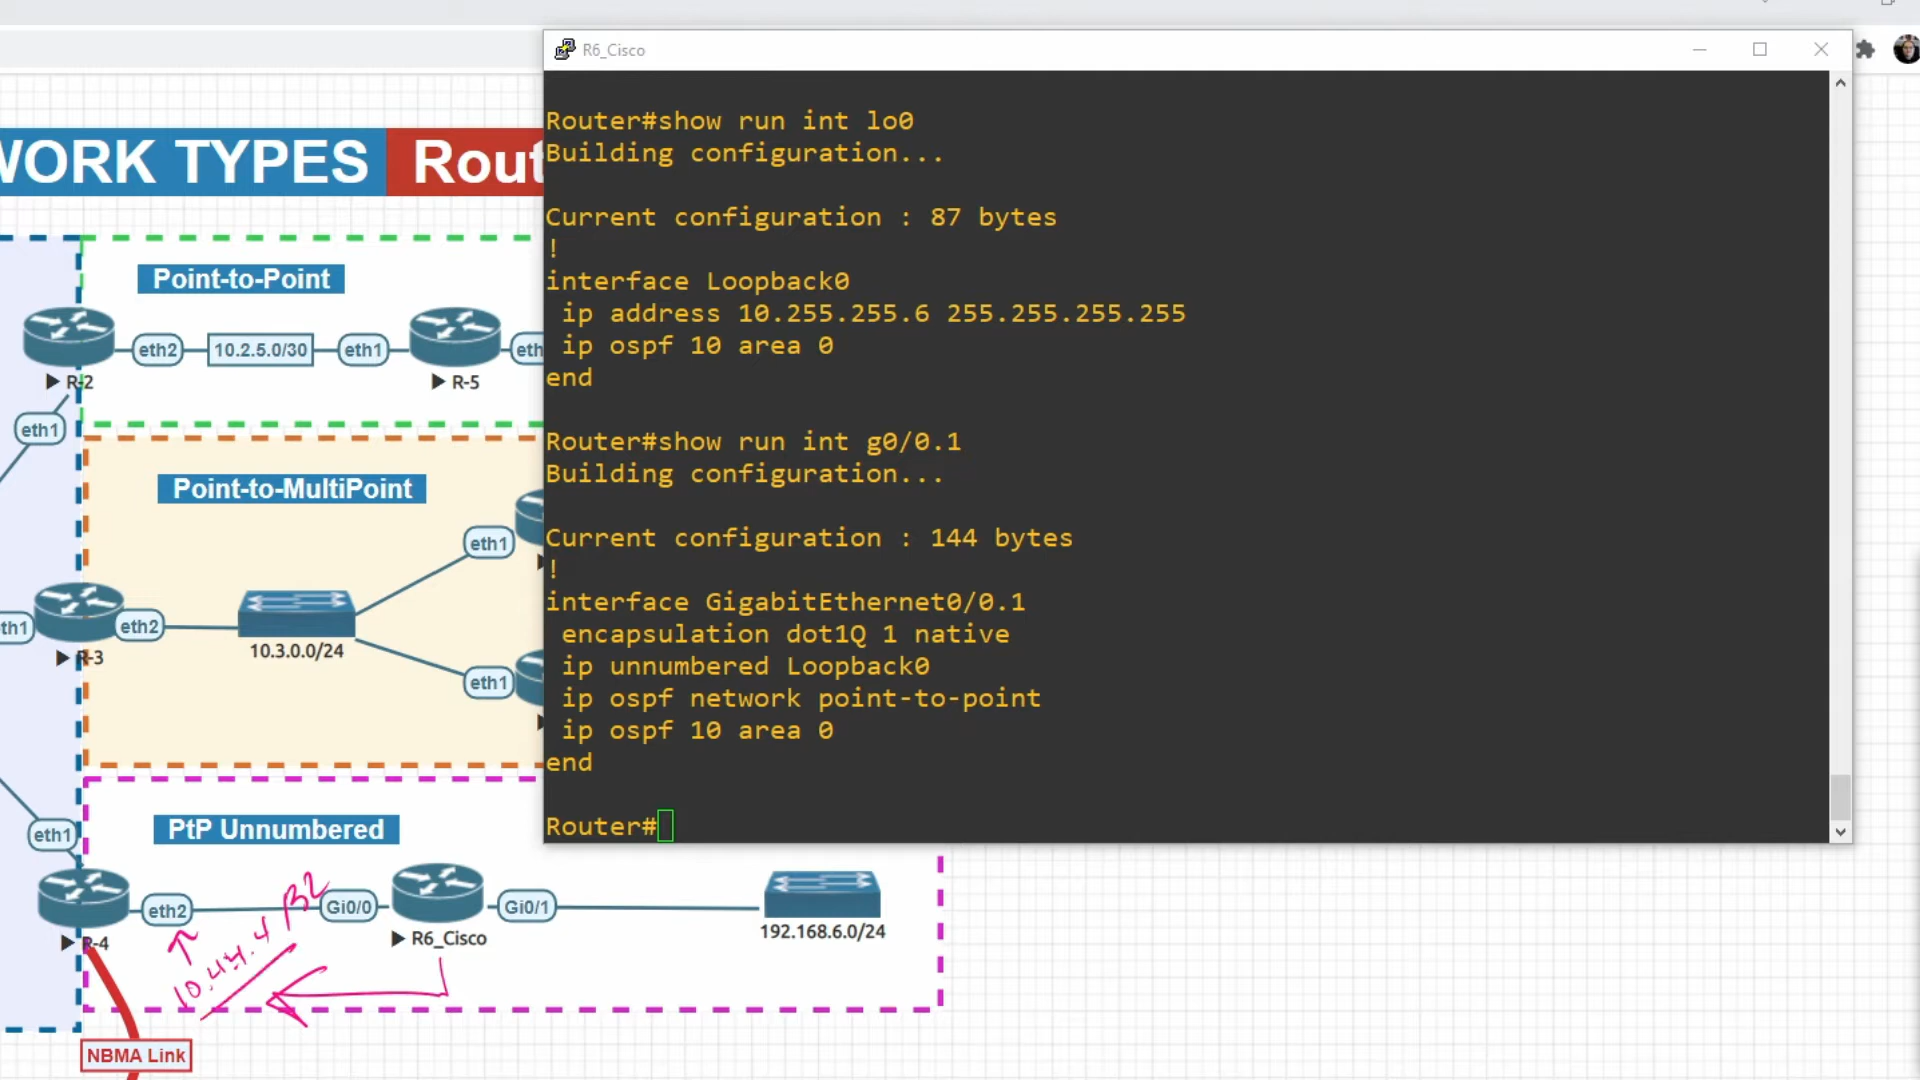 R6_Cisco
WORK TYPES Rout
Router#show run int lo0
Building configuration...
Current configuration : 87 bytes
!
interface Loopback0
ip address 10.255.255.6 255.255.255.255
ip ospf 10 area 0
end
Router#show run int g0/0.1
Building configuration...
Current configuration : 144 bytes
!
interface GigabitEthernet0/0.1
encapsulation dot1Q 1 native
ip unnumbered Loopback0
ip ospf network point-to-point
ip ospf 10 area 0
end
Router#
Point-to-Point
eth2
10.2.5.0/30
eth1
eth
R-2
R-5
eth1
Point-to-MultiPoint
eth1
th1
eth2
10.3.0.0/24
R-3
eth1
PtP Unnumbered
eth1
eth2
Gi0/0
Gi0/1
R-4
R6_Cisco
192.168.6.0/24
10.44.4 /32
NBMA Link